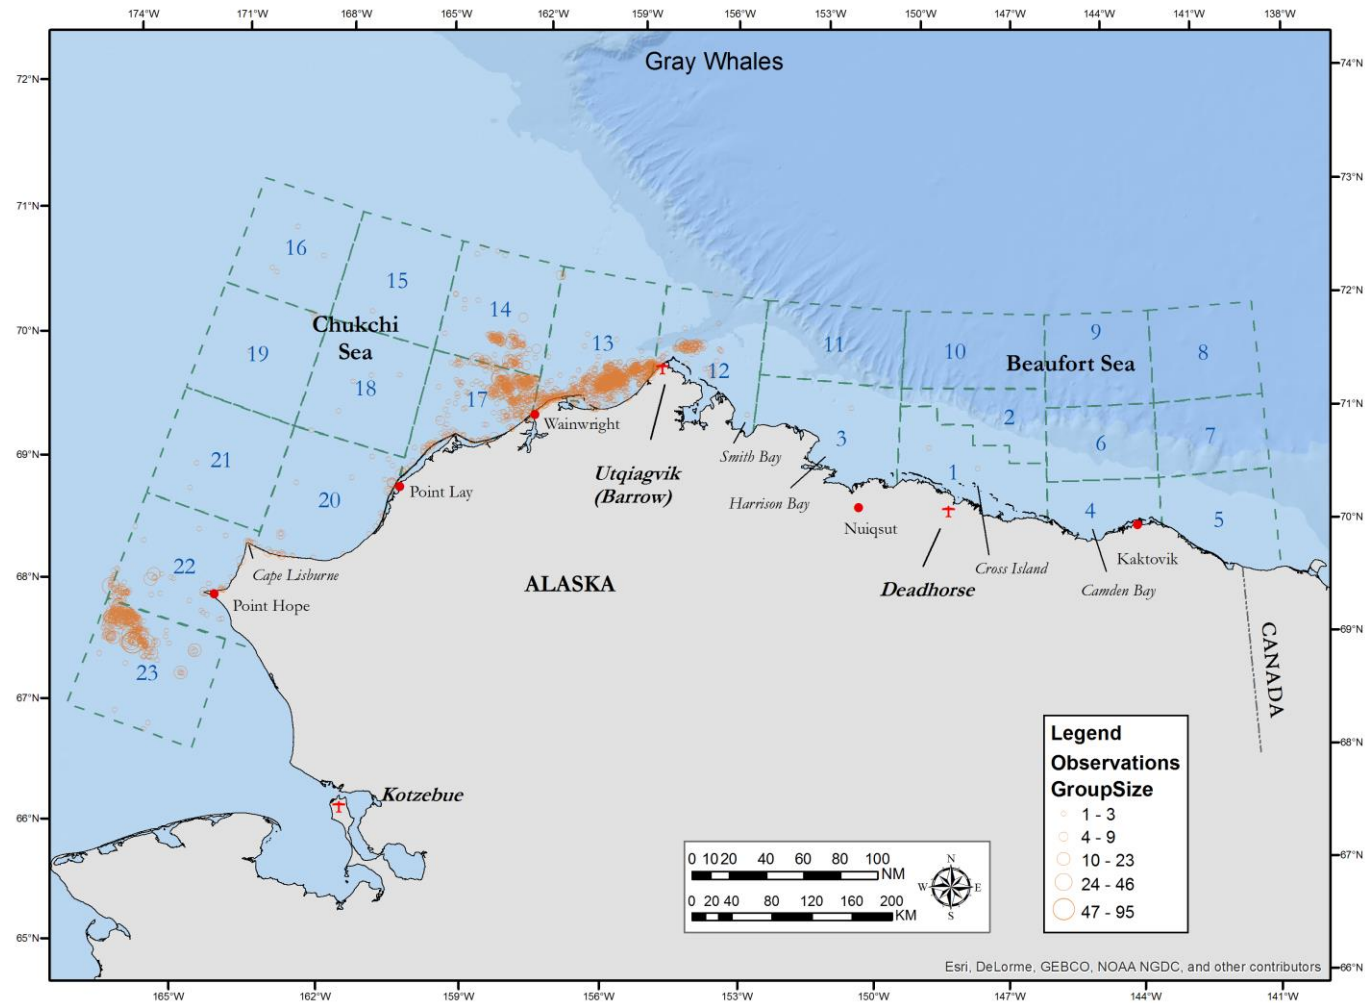 174°W 171°W 168°W 165°W 162°W 159°W 156°W 153°W 150°W 147°W 144°W 141°W 138°W
Gray Whales
72°N
74°N
73°N
71°N
16
15
14
72°N
70°N
Chukchi
Sea
19
18
13
12
11
10
9
8
Beaufort Sea
17
71°N
69°N
Wainwright
2
3
6
7
21
20
Point Lay
Utqiagvik
(Barrow)
Smith Bay
Harrison Bay
1
Nuiqsut
4
5
70°N
Kaktovik
22
Cape Lisburne
68°N
Point Hope
ALASKA
Deadhorse
Cross Island
Camden Bay
69°N
23
CANADA
67°N
68°N
Legend
Observations
GroupSize
1 - 3
4 - 9
10 - 23
24 - 46
47 - 95
Kotzebue
66°N
67°N
0 10 20 40 60 80 100
NM
0 20 40 80 120 160 200
KM
N
W E
S
65°N
66°N
Esri, DeLorme, GEBCO, NOAA NGDC, and other contributors
165°W 162°W 159°W 156°W 153°W 150°W 147°W 144°W 141°W